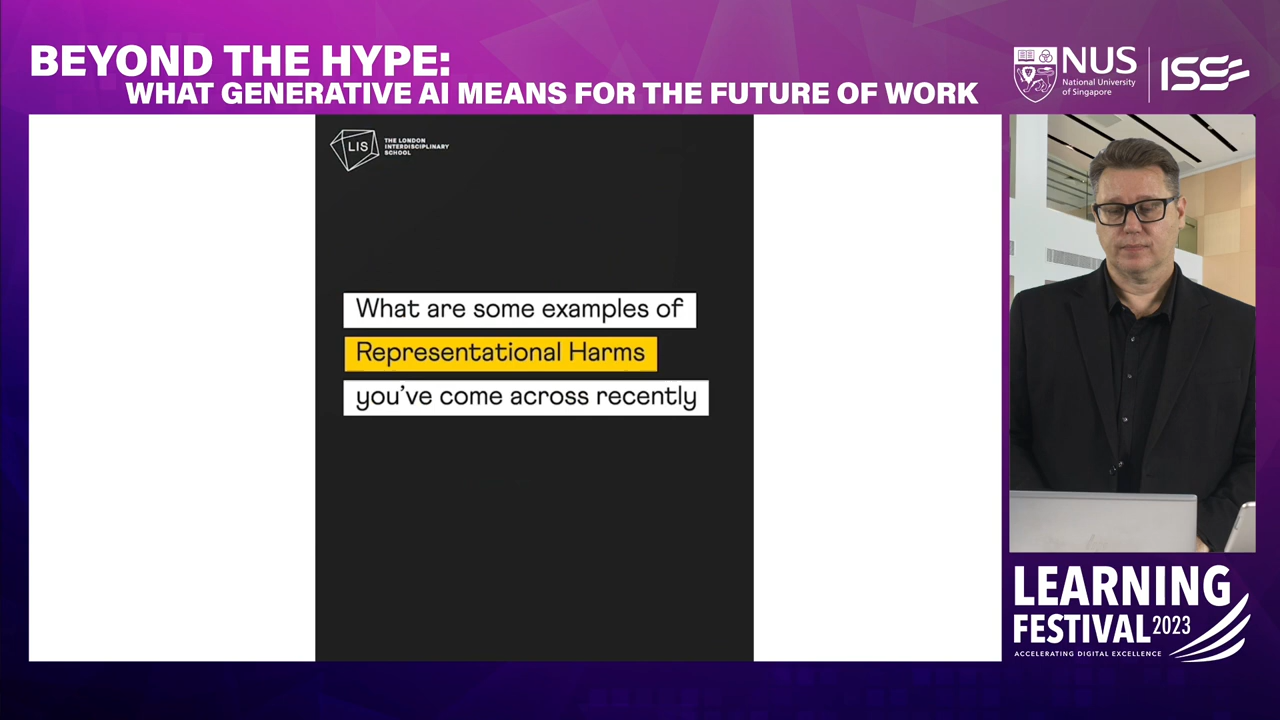 BEYOND THE HYPE:
WHAT GENERATIVE AI MEANS FOR THE FUTURE OF WORK
NUS
National University
of Singapore
ISS
LIS
THE LONDON
INTERDISCIPLINARY
SCHOOL
What are some examples of
Representational Harms
you've come across recently
LEARNING
FESTIVAL 2023
ACCELERATING DIGITAL EXCELLENCE